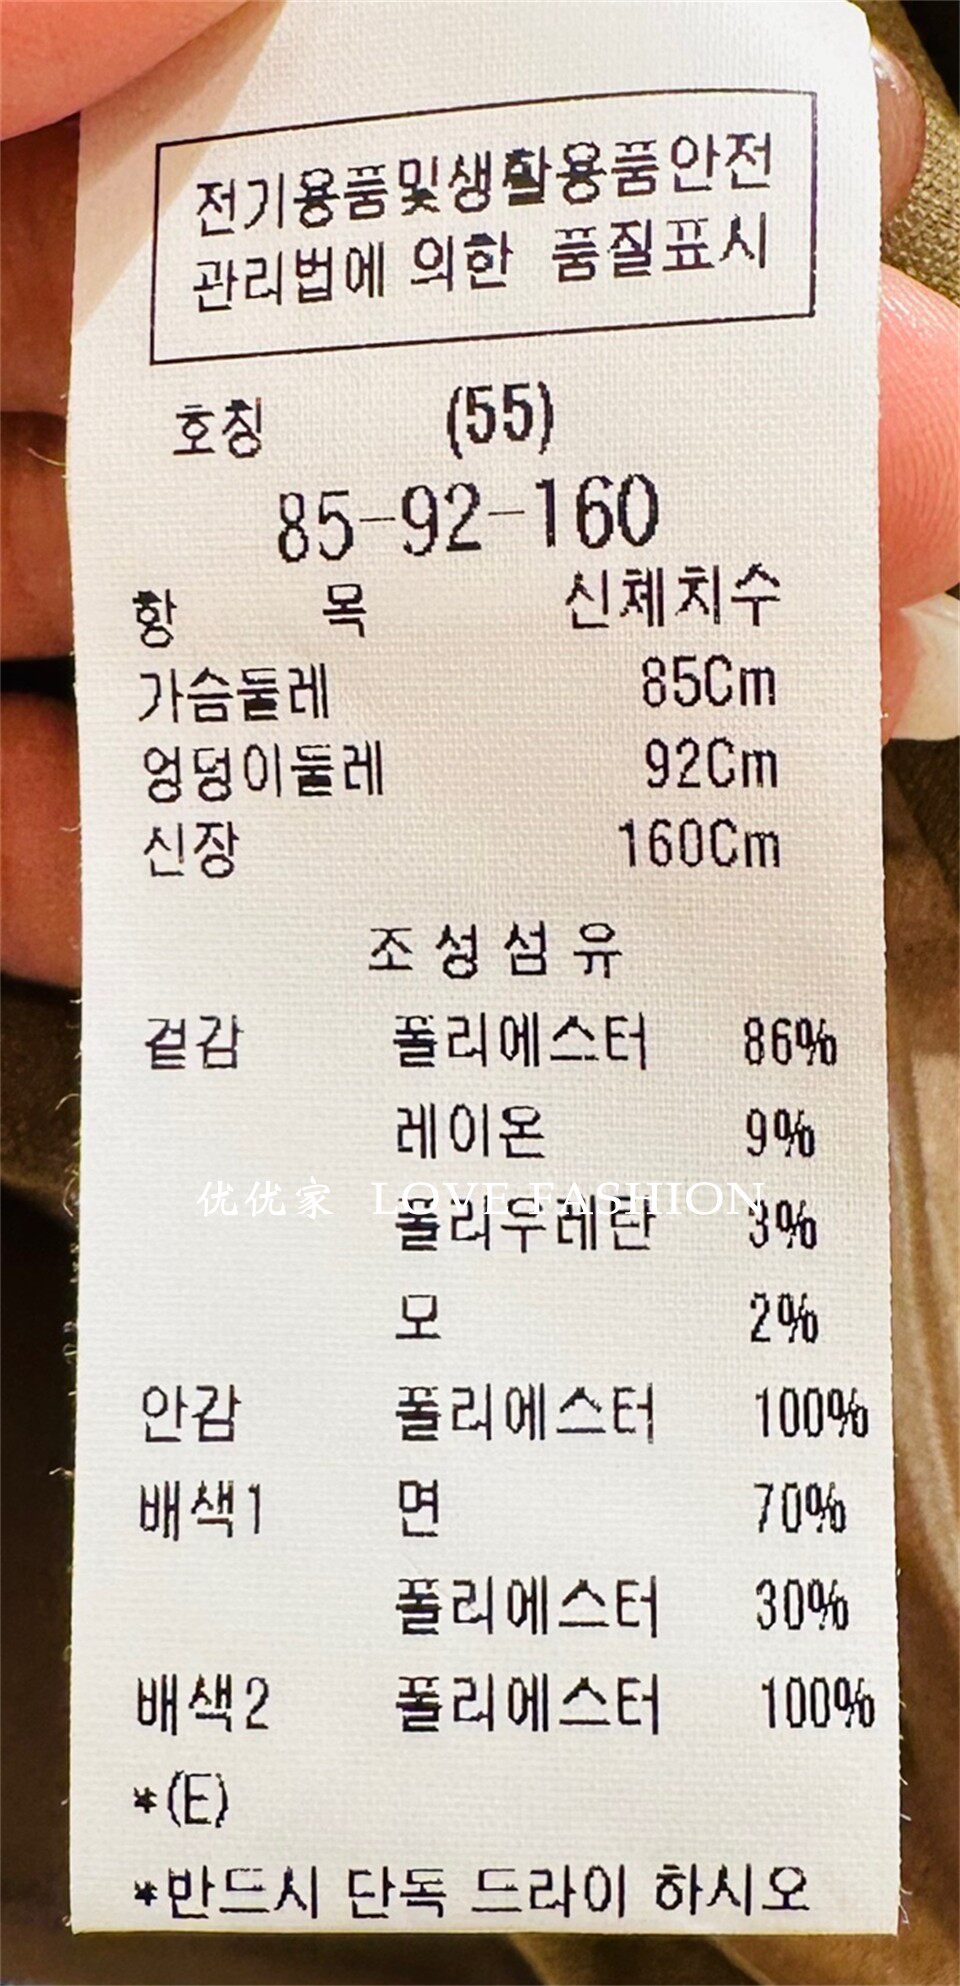 전기용품및생활용품안전
관리법에 의한 품질표시
호칭 (55)
85-92-160
항 목 신체치수
가슴둘레 85Cm
엉덩이둘레 92Cm
신장 160Cm
조성섬유
겉감 폴리에스터 86%
레이온 9%
优优家 LOVE FASHION
폴리우레탄 3%
모 2%
안감 폴리에스터 100%
배색1 면 70%
폴리에스터 30%
배색2 폴리에스터 100%
*(E)
*반드시 단독 드라이 하시오